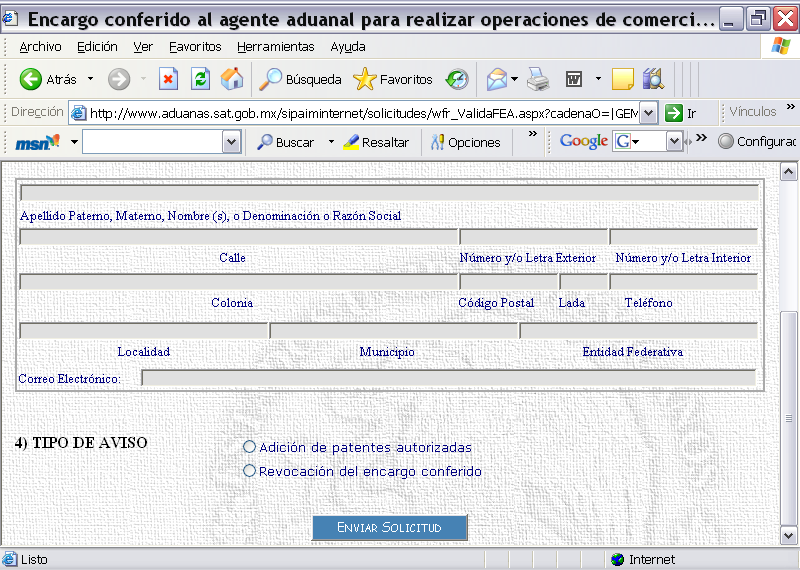 Encargo conferido al agente aduanal para realizar operaciones de comerci...
Archivo Edición Ver Favoritos Herramientas Ayuda
Atrás Búsqueda Favoritos
Dirección http://www.aduanas.sat.gob.mx/sipaiminternet/solicitudes/wfr_ValidaFEA.aspx?cadenaO=|GEM Ir Vínculos »
msn Buscar Resaltar Opciones » Google G » Configurac
Apellido Paterno, Materno, Nombre (s), o Denominación o Razón Social
Calle Número y/o Letra Exterior Número y/o Letra Interior
Colonia Código Postal Lada Teléfono
Localidad Municipio Entidad Federativa
Correo Electrónico:
4) TIPO DE AVISO Adición de patentes autorizadas
Revocación del encargo conferido
ENVIAR SOLICITUD
Listo Internet